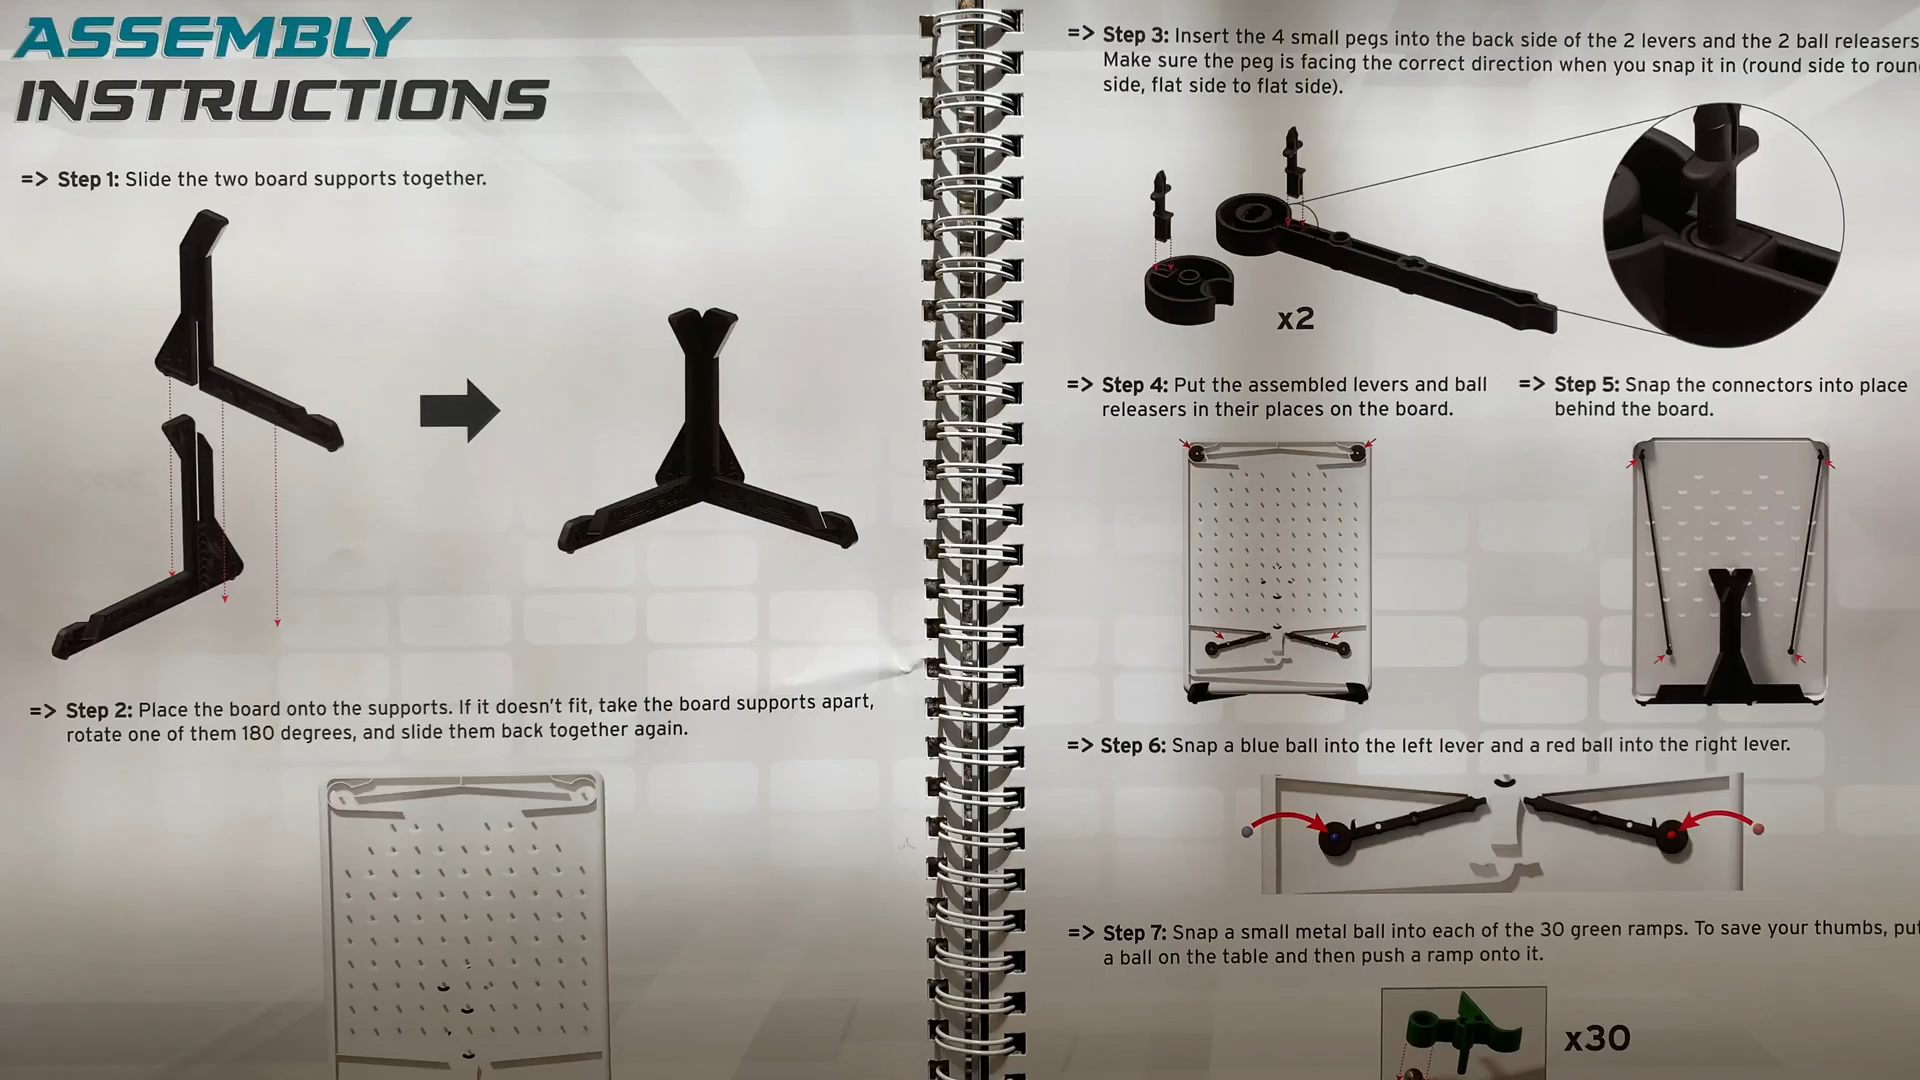 ASSEMBLY
INSTRUCTIONS
=> Step 1: Slide the two board supports together.
=> Step 2: Place the board onto the supports. If it doesn't fit, take the board supports apart,
rotate one of them 180 degrees, and slide them back together again.
=> Step 3: Insert the 4 small pegs into the back side of the 2 levers and the 2 ball releasers
Make sure the peg is facing the correct direction when you snap it in (round side to roun
side, flat side to flat side).
x2
=> Step 4: Put the assembled levers and ball
releasers in their places on the board.
=> Step 5: Snap the connectors into place
behind the board.
=> Step 6: Snap a blue ball into the left lever and a red ball into the right lever.
=> Step 7: Snap a small metal ball into each of the 30 green ramps. To save your thumbs, put
a ball on the table and then push a ramp onto it.
x30